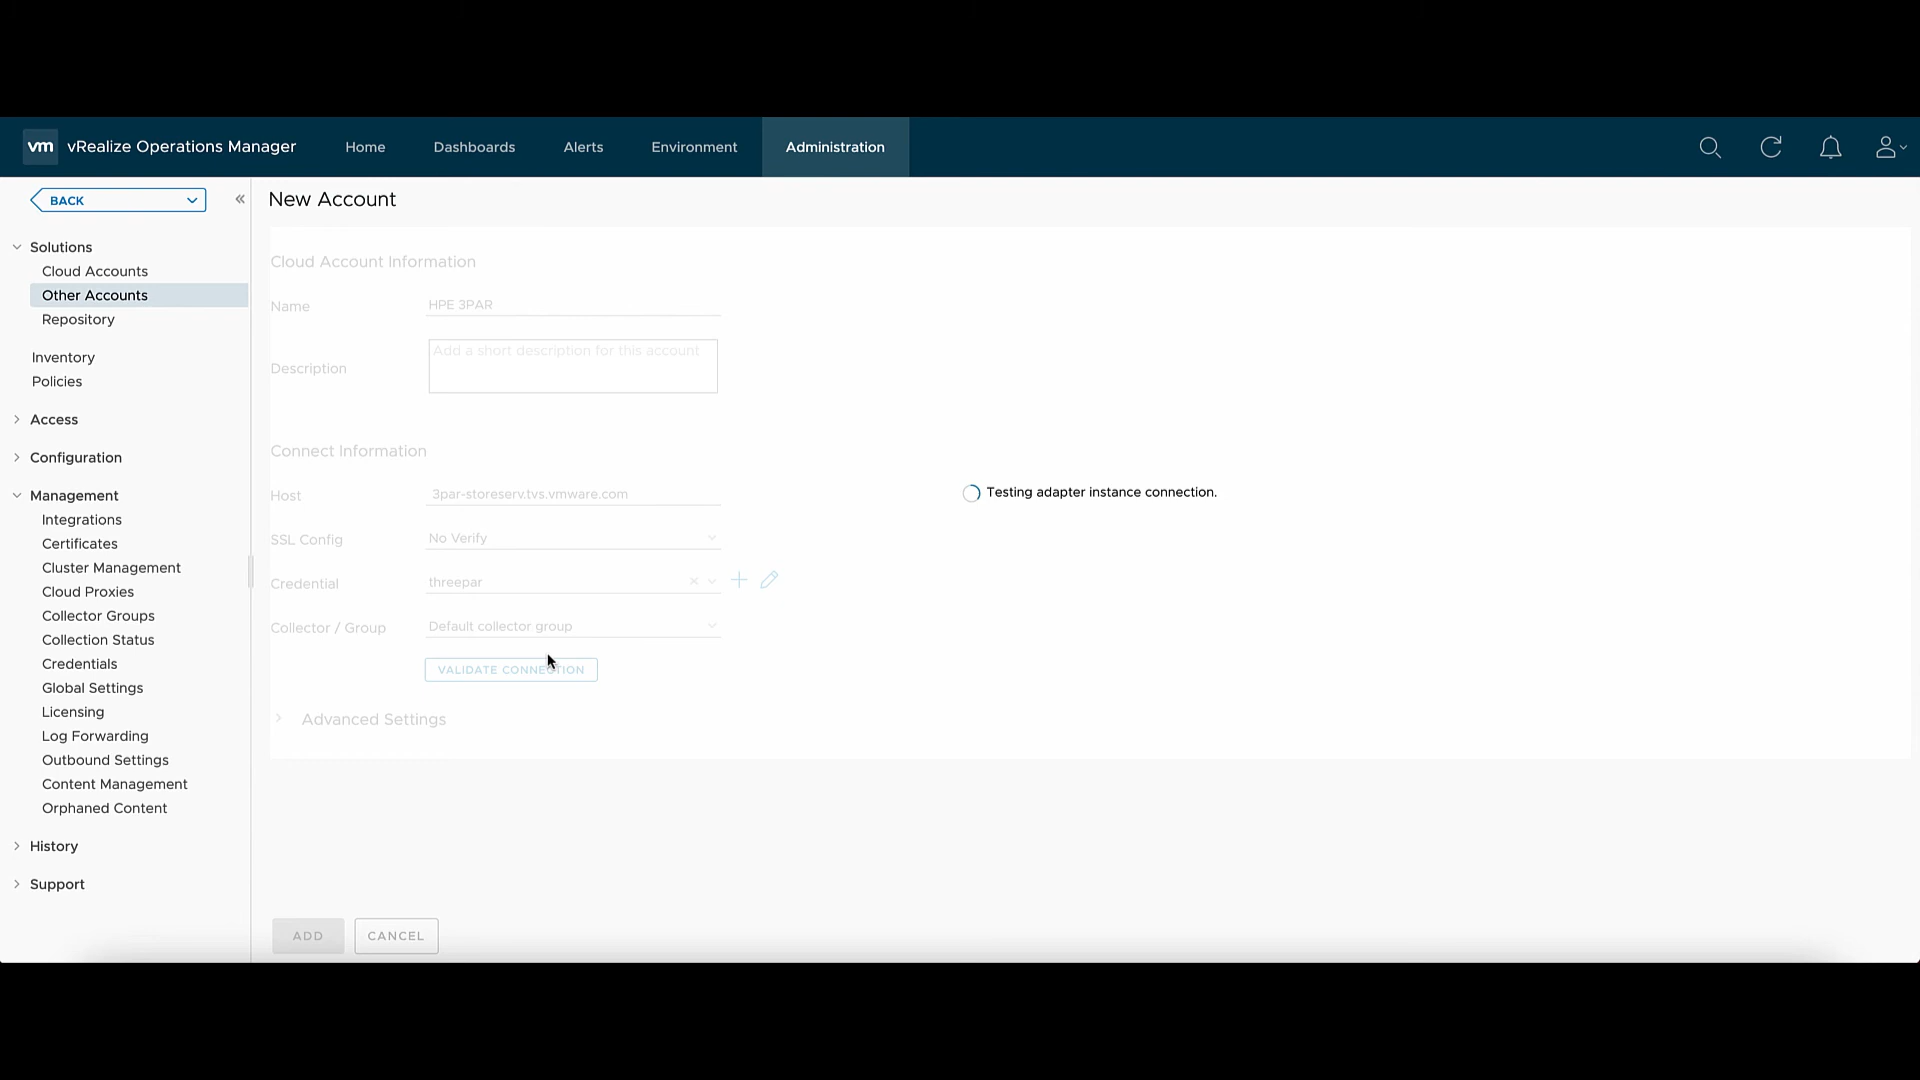 vm vRealize Operations Manager Home Dashboards Alerts Environment Administration
BACK
New Account
Solutions
Cloud Accounts
Other Accounts
Repository
Inventory
Policies
Access
Configuration
Management
Integrations
Certificates
Cluster Management
Cloud Proxies
Collector Groups
Collection Status
Credentials
Global Settings
Licensing
Log Forwarding
Outbound Settings
Content Management
Orphaned Content
History
Support
Cloud Account Information
Name HPE 3PAR
Description Add a short description for this account
Connect Information
Host 3par-storeserv.tvs.vmware.com
SSL Config No Verify
Credential threepar
Collector / Group Default collector group
VALIDATE CONNECTION
Advanced Settings
Testing adapter instance connection.
ADD CANCEL